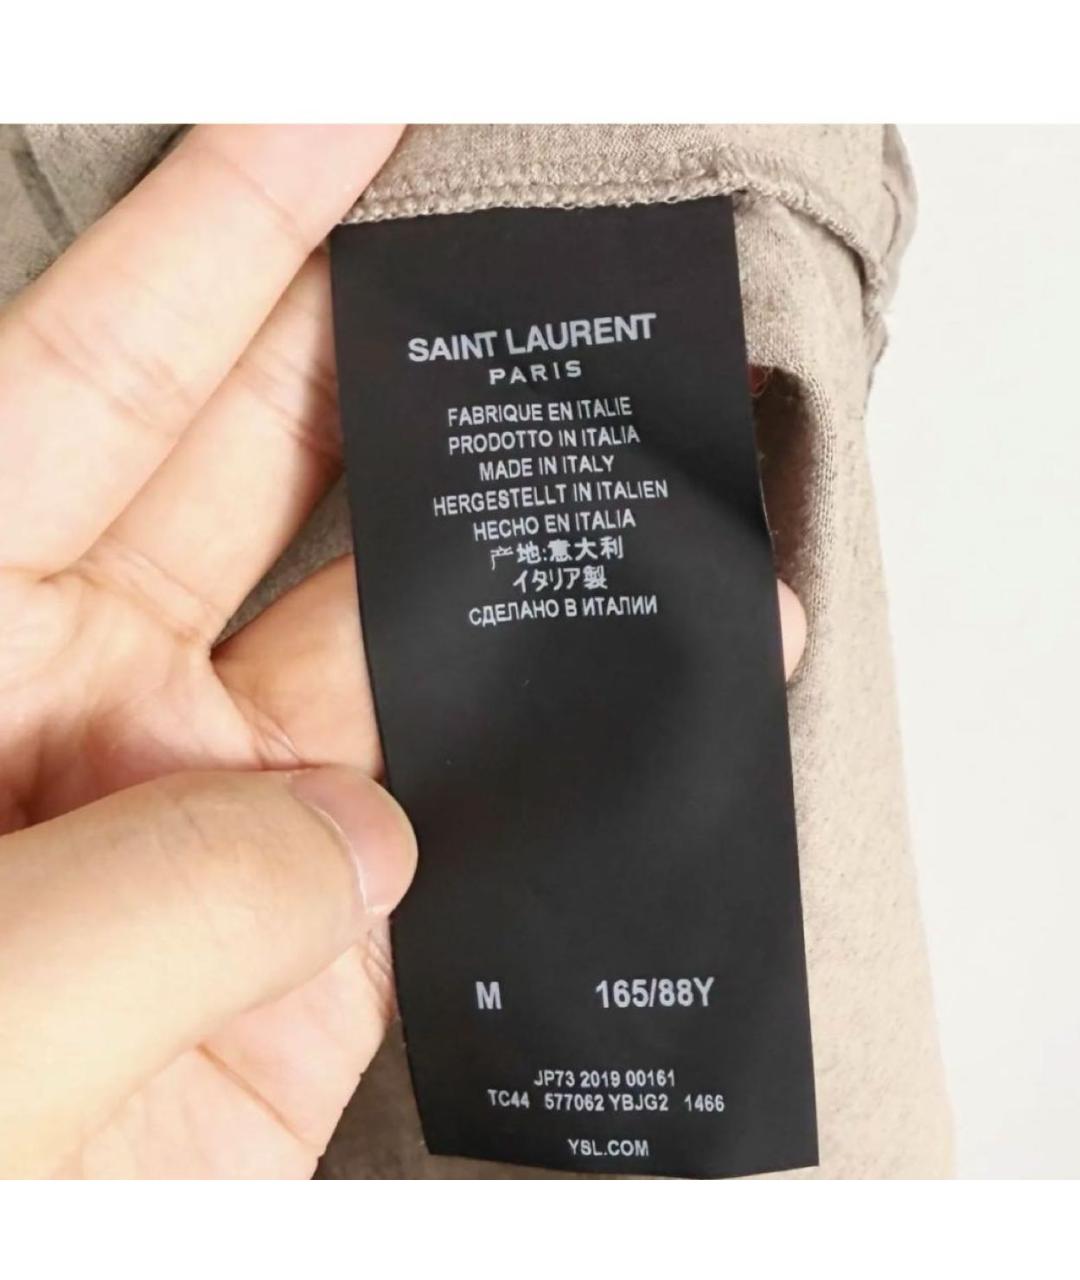 SAINT LAURENT
PARIS
FABRIQUE EN ITALIE
PRODOTTO IN ITALIA
MADE IN ITALY
HERGESTELLT IN ITALIEN
HECHO EN ITALIA
产地:意大利
イタリア製
СДЕЛАНО В ИТАЛИИ
M 165/88Y
JP73 2019 00161
TC44 577062 YBJG2 1466
YSL.COM